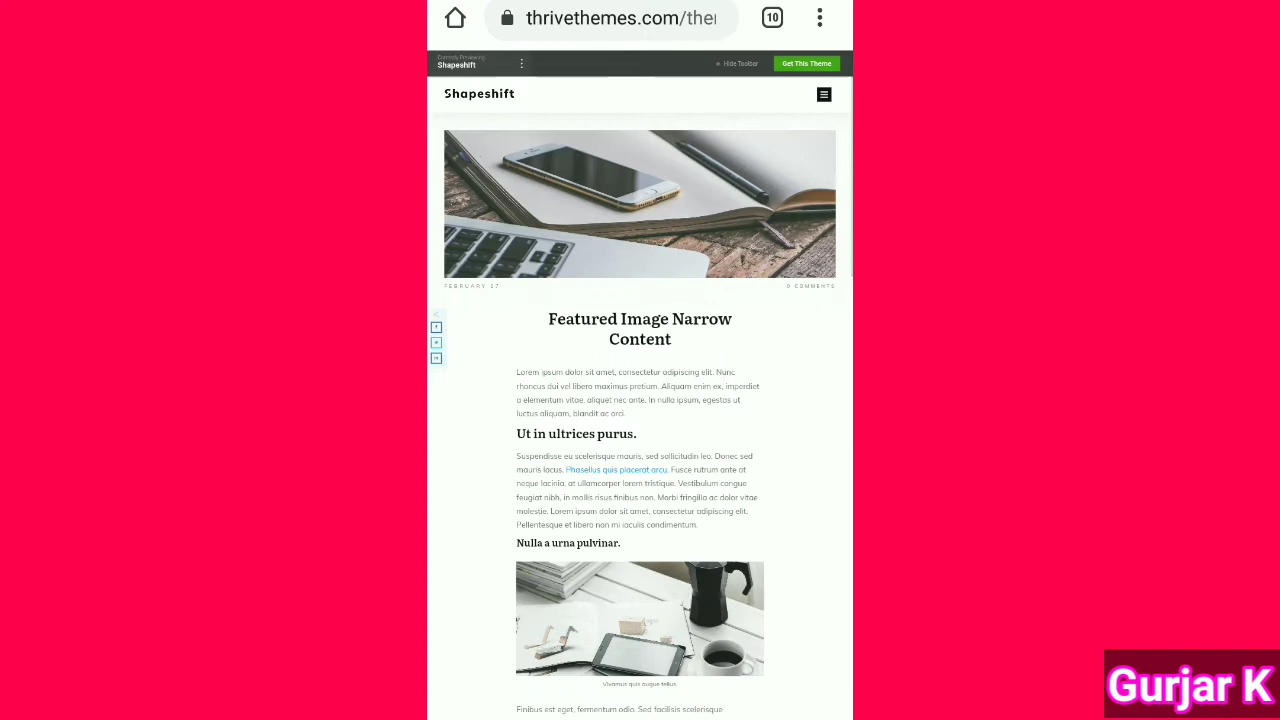 thrivethemes.com/the
10
Currently Previewing
Shapeshift
Hide Toolbar
Get This Theme
Shapeshift
FEBRUARY 27
0 COMMENTS
Featured Image Narrow
Content
Lorem ipsum dolor sit amet, consectetur adipiscing elit. Nunc
rhoncus dui vel libero maximus pretium. Aliquam enim ex, imperdiet
a elementum vitae, aliquet nec ante. In nulla ipsum, egestas ut
luctus aliquam, blandit ac orci.
Ut in ultrices purus.
Suspendisse eu scelerisque mauris, sed sollicitudin leo. Donec sed
mauris lacus. Phasellus quis placerat arcu. Fusce rutrum ante at
neque lacinia, at ullamcorper lorem tristique. Vestibulum congue
feugiat nibh, in mollis risus finibus non. Morbi fringilla ac dolor vitae
molestie. Lorem ipsum dolor sit amet, consectetur adipiscing elit.
Pellentesque et libero non mi iaculis condimentum.
Nulla a urna pulvinar.
Vivamus quis augue tellus.
Finibus est eget, fermentum odio. Sed facilisis scelerisque
Gurjar K